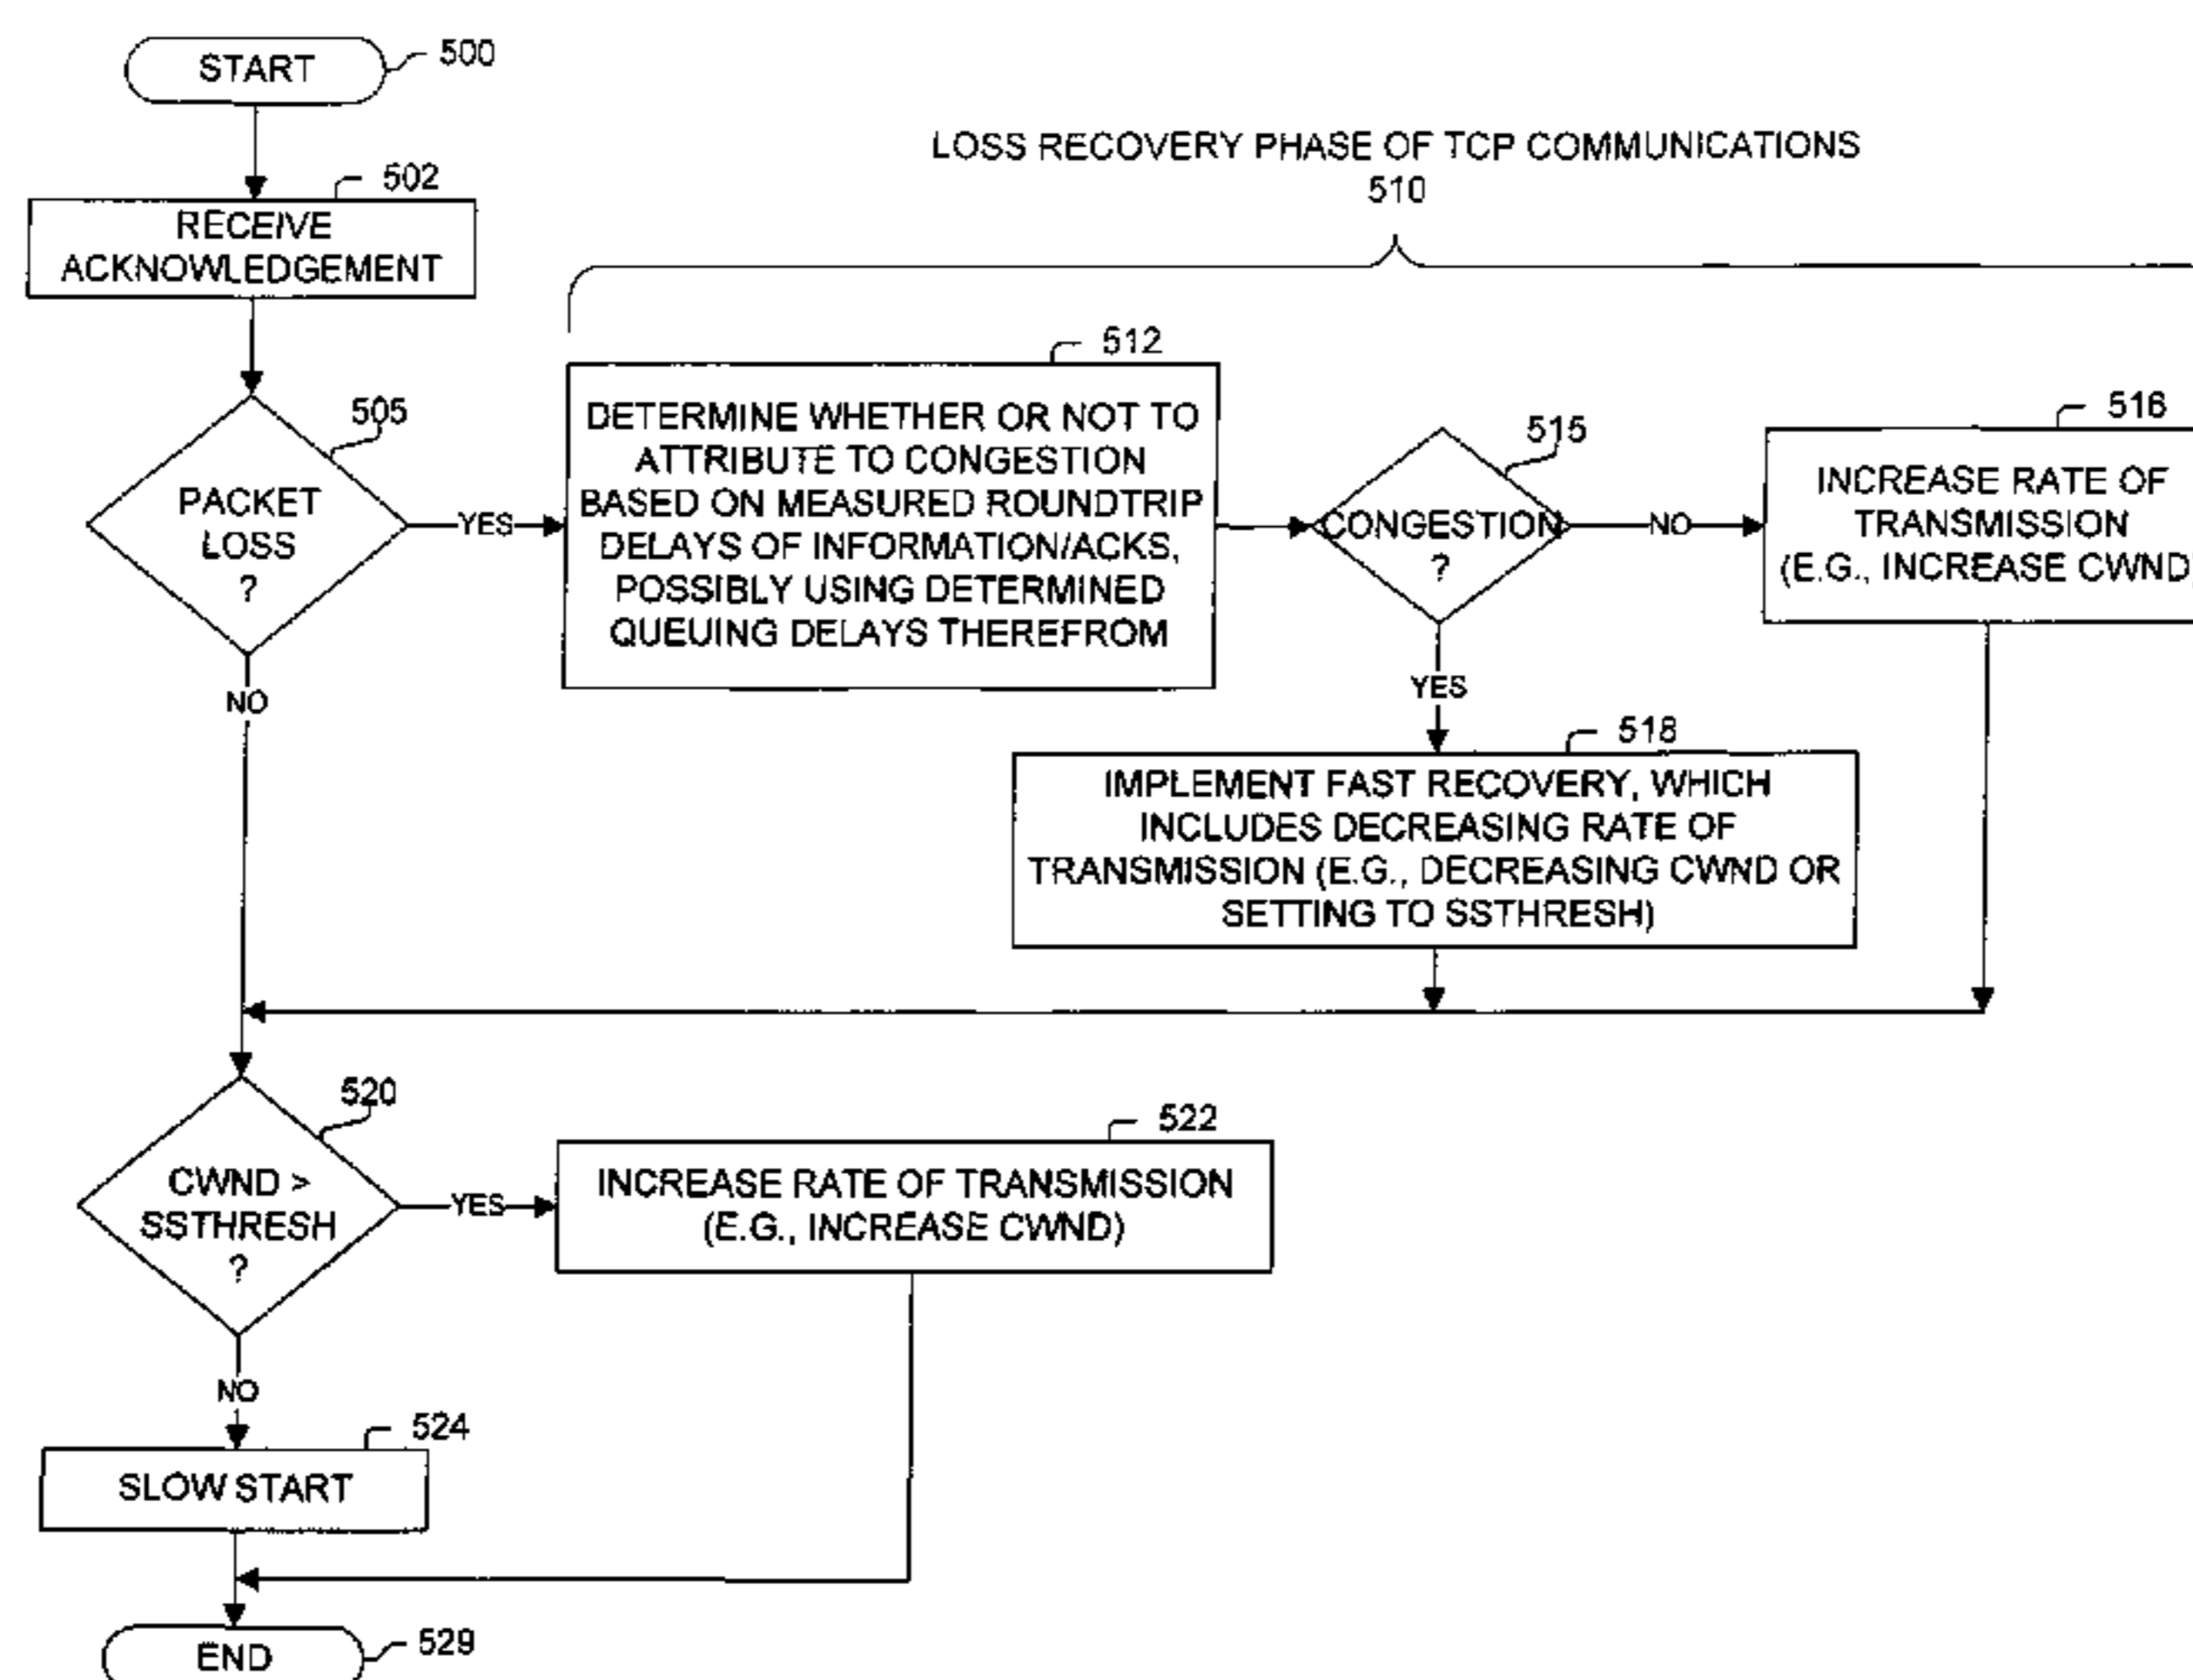 START
500
502
RECEIVE
ACKNOWLEDGEMENT
LOSS RECOVERY PHASE OF TCP COMMUNICATIONS
510
505
PACKET
LOSS
?
YES
NO
512
DETERMINE WHETHER OR NOT TO
ATTRIBUTE TO CONGESTION
BASED ON MEASURED ROUNDTRIP
DELAYS OF INFORMATION/ACKS,
POSSIBLY USING DETERMINED
QUEUING DELAYS THEREFROM
515
CONGESTION
?
NO
YES
516
INCREASE RATE OF
TRANSMISSION
(E.G., INCREASE CWND)
518
IMPLEMENT FAST RECOVERY, WHICH
INCLUDES DECREASING RATE OF
TRANSMISSION (E.G., DECREASING CWND OR
SETTING TO SSTHRESH)
520
CWND >
SSTHRESH
?
YES
NO
522
INCREASE RATE OF TRANSMISSION
(E.G., INCREASE CWND)
524
SLOW START
END
529